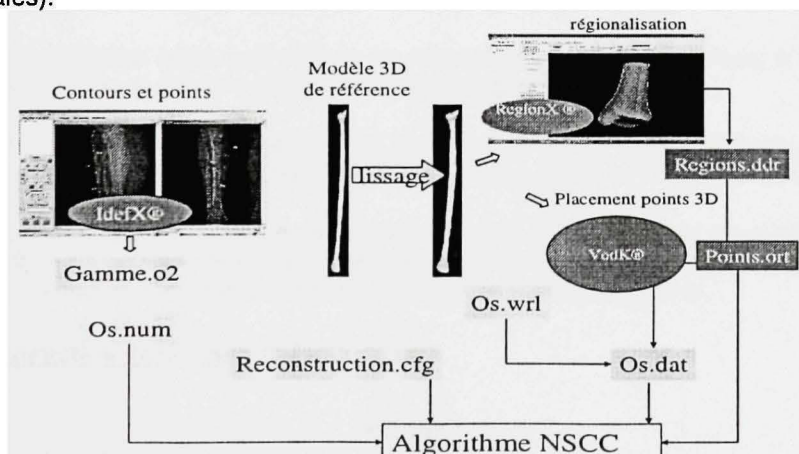 régionalisation
Modèle 3D
de référence
Contours et points
RegionX ®
lissage
Regions.ddr
IdefX®
Placement points 3D
VodK®
Points.ort
Gamme.o2
Os.wrl
Os.num
Reconstruction.cfg
Os.dat
Algorithme NSCC